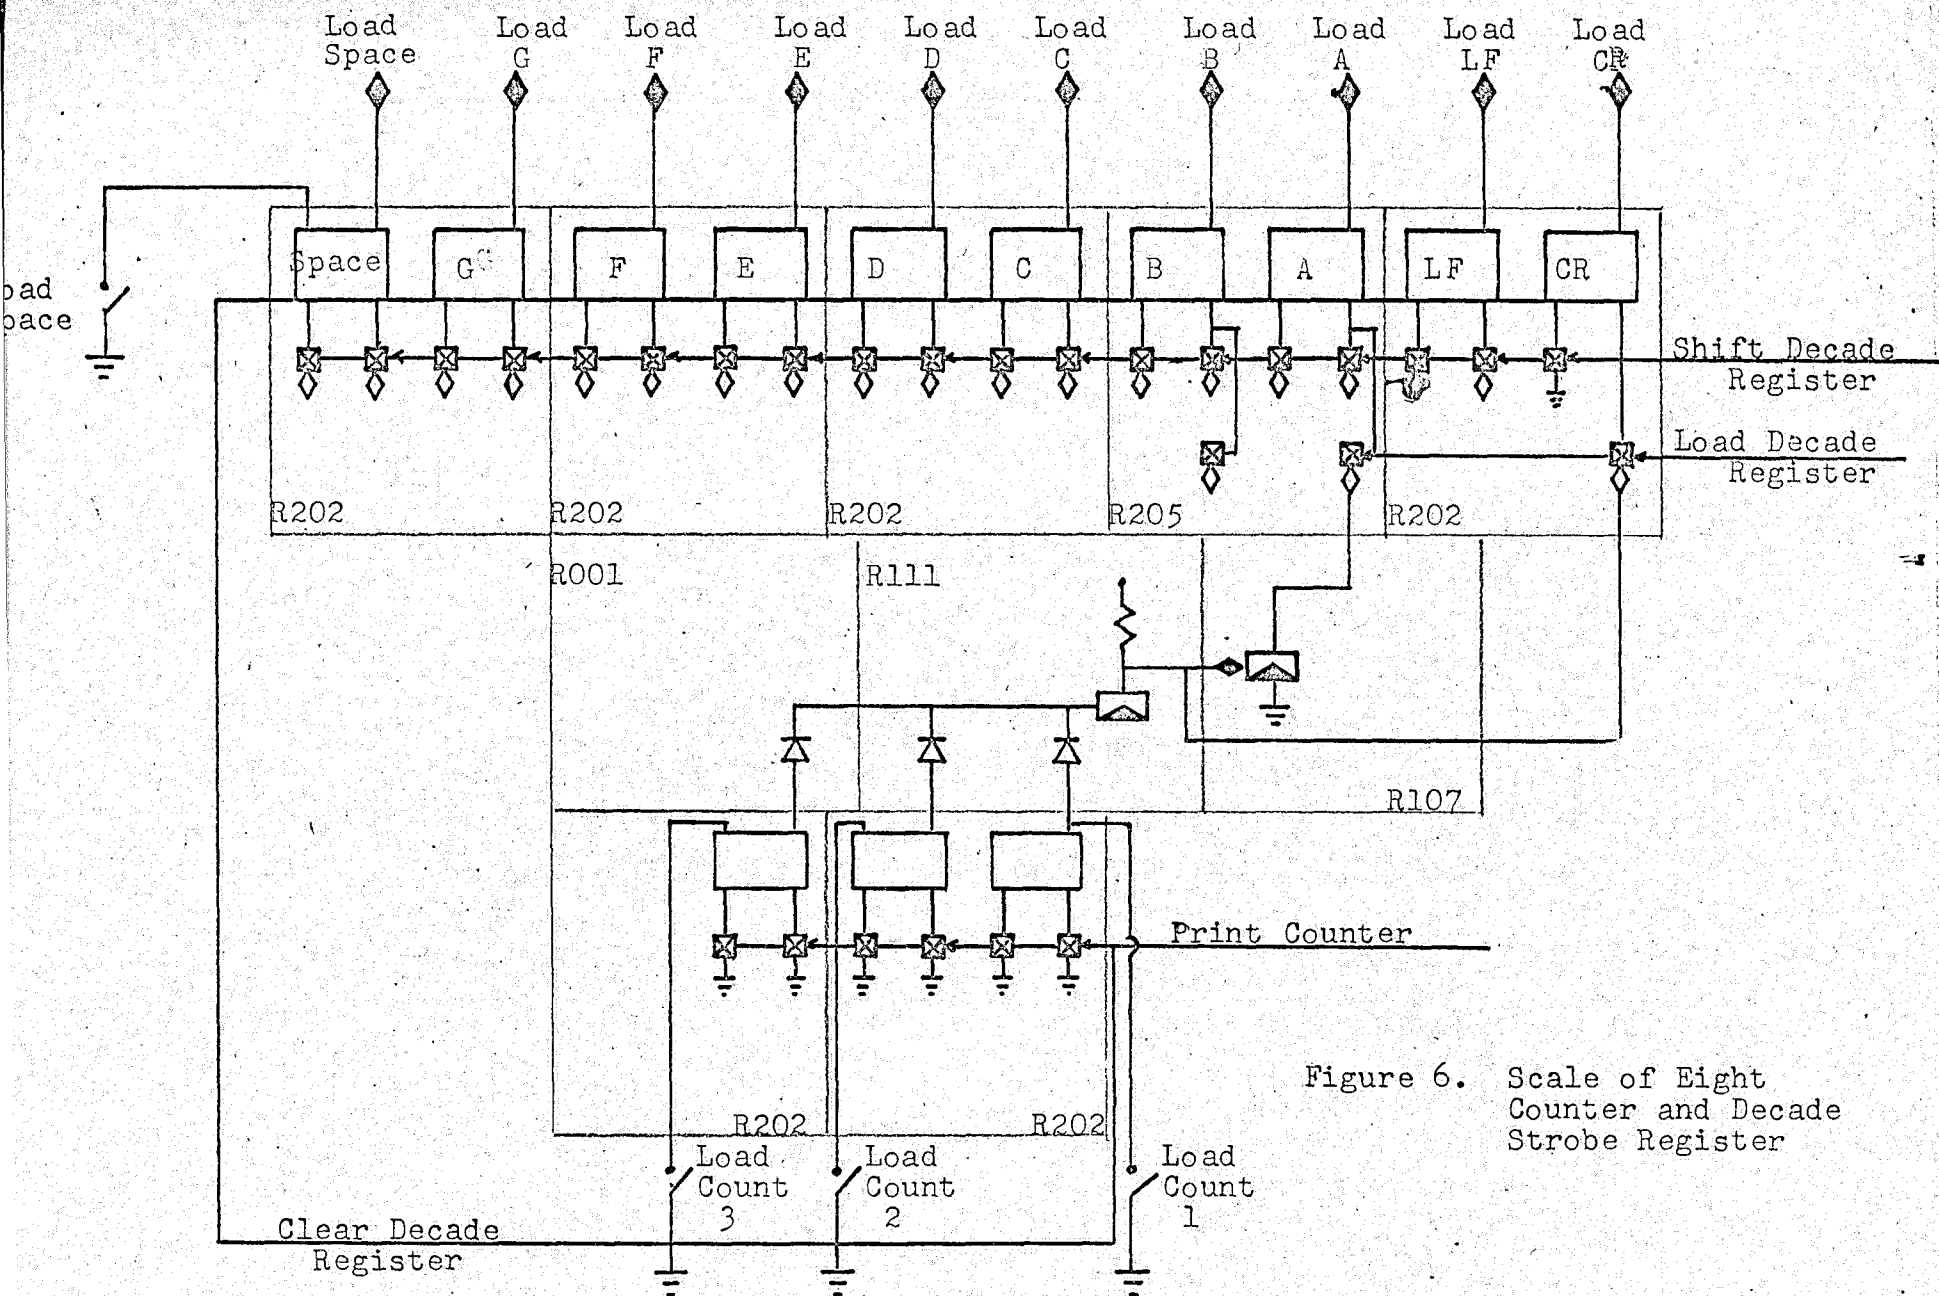 Load Space
Load G
Load F
Load E
Load D
Load C
Load B
Load A
Load LF
Load CR
Space
G
F
E
D
C
B
A
LF
CR
Shift Decade
Register
Load Decade
Register
R202
R202
R202
R205
R202
R001
R111
R107
Print Counter
R202
R202
Load
Count
3
Load
Count
2
Load
Count
1
Clear Decade
Register
Figure 6. Scale of Eight
Counter and Decade
Strobe Register